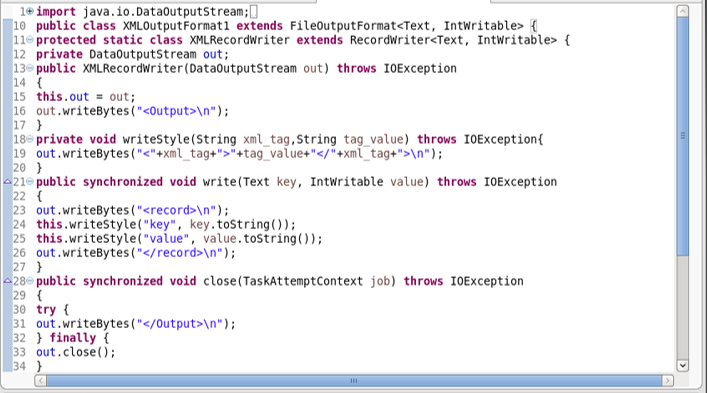 1 import java.io.DataOutputStream;
10 public class XMLOutputFormat1 extends FileOutputFormat<Text, IntWritable> {
11 protected static class XMLRecordWriter extends RecordWriter<Text, IntWritable> {
12 private DataOutputStream out;
13 public XMLRecordWriter(DataOutputStream out) throws IOException
14 {
15 this.out = out;
16 out.writeBytes("<Output>\n");
17 }
18 private void writeStyle(String xml_tag,String tag_value) throws IOException{
19 out.writeBytes("<"+xml_tag+">"+tag_value+"</"+xml_tag+">\n");
20 }
21 public synchronized void write(Text key, IntWritable value) throws IOException
22 {
23 out.writeBytes("<record>\n");
24 this.writeStyle("key", key.toString());
25 this.writeStyle("value", value.toString());
26 out.writeBytes("</record>\n");
27 }
28 public synchronized void close(TaskAttemptContext job) throws IOException
29 {
30 try {
31 out.writeBytes("</Output>\n");
32 } finally {
33 out.close();
34 }